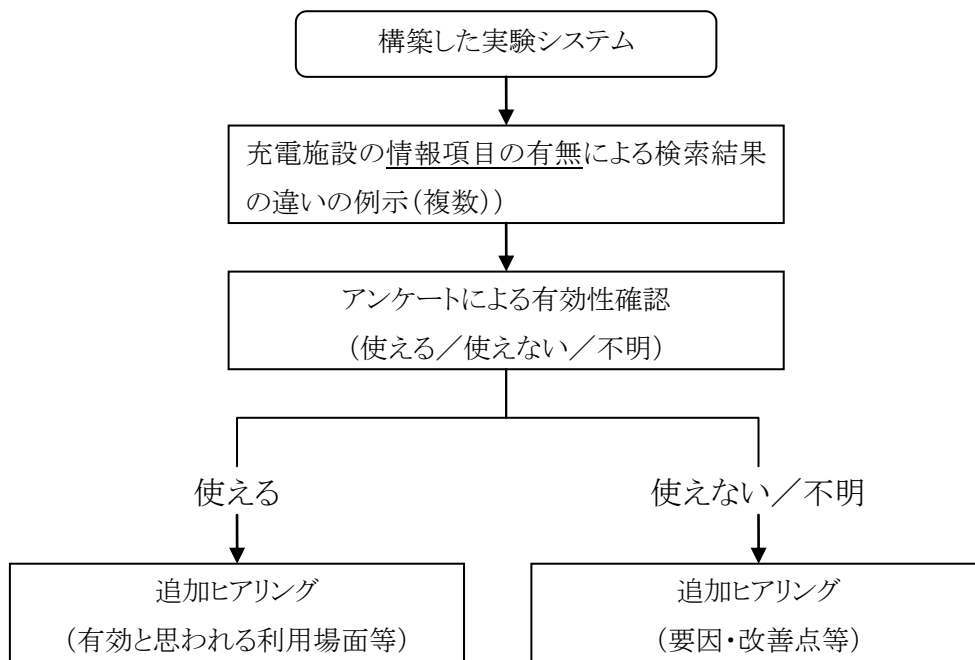 構築した実験システム
充電施設の情報項目の有無による検索結果
の違いの例示（複数））
アンケートによる有効性確認
（使える／使えない／不明）
使える
使えない／不明
追加ヒアリング
（有効と思われる利用場面等）
追加ヒアリング
（要因・改善点等）